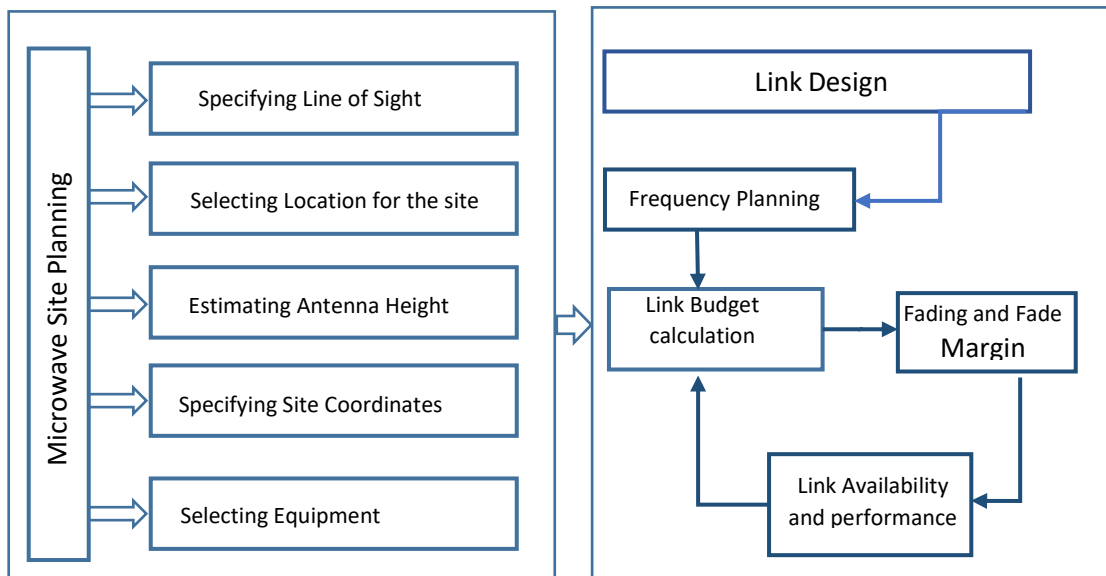 Microwave Site Planning
Specifying Line of Sight
Selecting Location for the site
Estimating Antenna Height
Specifying Site Coordinates
Selecting Equipment
Link Design
Frequency Planning
Link Budget
calculation
Fading and Fade
Margin
Link Availability
and performance